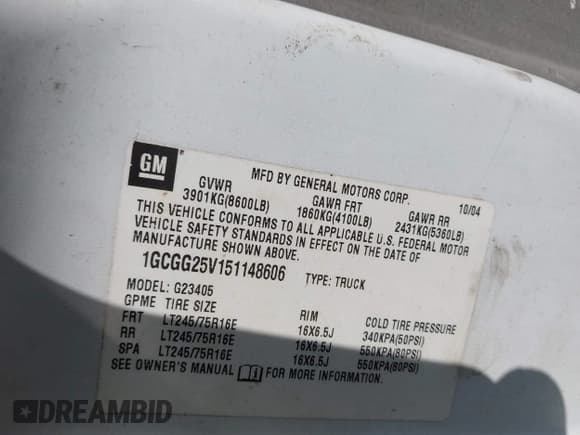 GM
MFD BY GENERAL MOTORS CORP. 10/04
GVWR GAWR FRT GAWR RR
3901KG(8600LB) 1860KG(4100LB) 2431KG(5360LB)
THIS VEHICLE CONFORMS TO ALL APPLICABLE U.S. FEDERAL MOTOR
VEHICLE SAFETY STANDARDS IN EFFECT ON THE DATE OF
MANUFACTURE SHOWN ABOVE.
1GCGG25V151148606 TYPE: TRUCK
MODEL: G23405
GPME TIRE SIZE RIM COLD TIRE PRESSURE
FRT LT245/75R16E 16X6.5J 340KPA(50PSI)
RR LT245/75R16E 16X6.5J 550KPA(80PSI)
SPA LT245/75R16E 16X6.5J 550KPA(80PSI)
SEE OWNER'S MANUAL FOR MORE INFORMATION.
DREAMBID